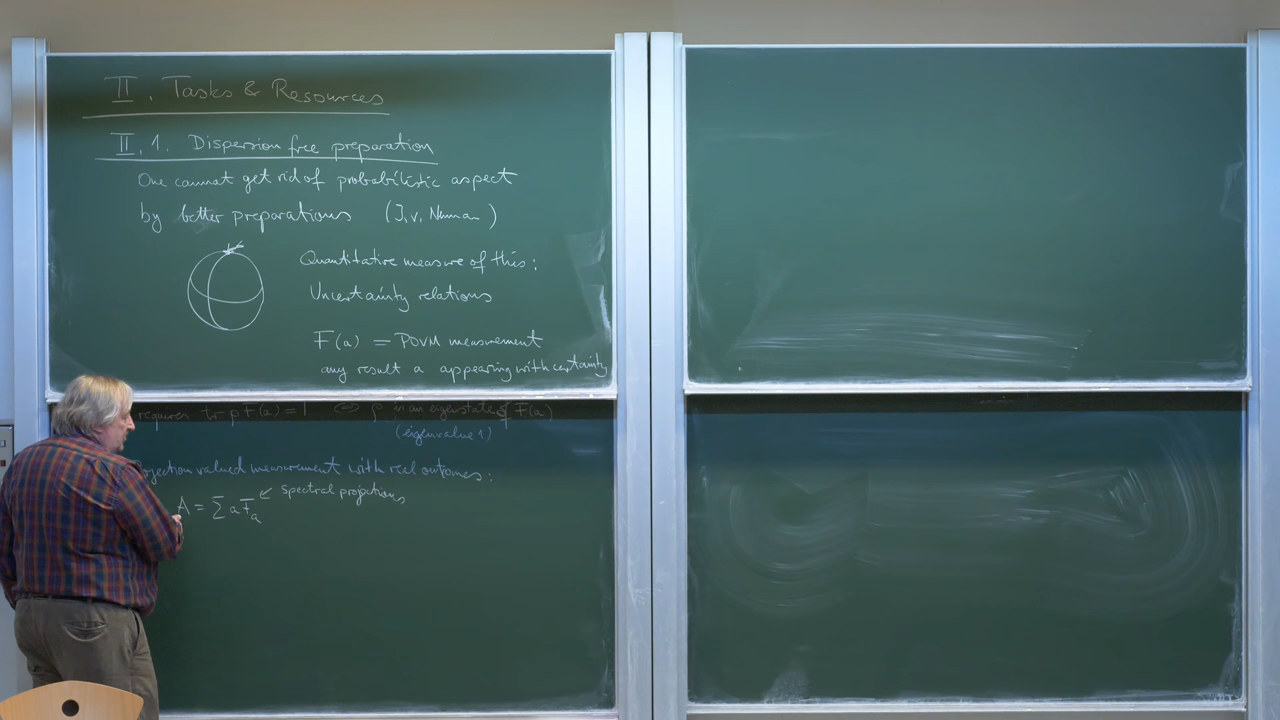 II. Tasks & Resources
II.1. Dispersion free preparation
One cannot get rid of probabilistic aspect
by better preparations (J.v. Neuman)
Quantitative measure of this:
Uncertainty relations
F(a) = POVM measurement
any result a appearing with certainty
requires tr ρF(a) = 1 ⇔ ρ is an eigenstate of F(a)
(eigenvalue 1)
ojection valued measurement with real outcomes:
A = ∑ a F_a ↙ spectral projections